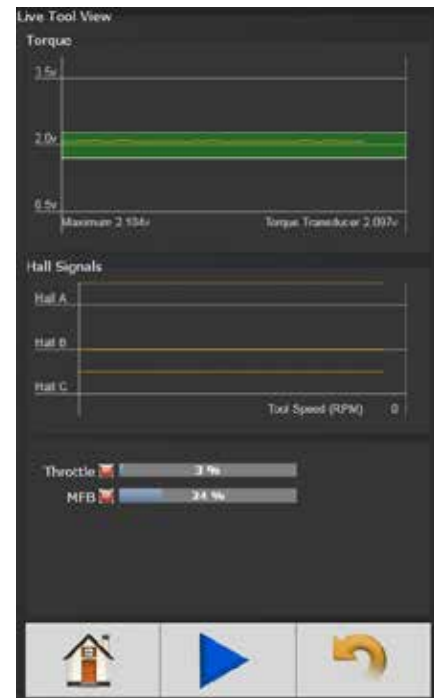 Live Tool View
Torque
3.5v
2.0v
0.5v
Maximum 2.104v Torque Transducer 2.097v
Hall Signals
Hall A
Hall B
Hall C
Tool Speed (RPM) 0
Throttle 3 %
MFB 24 %